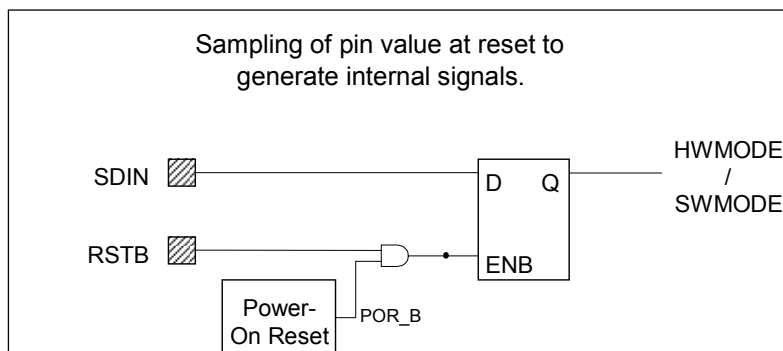 Sampling of pin value at reset to
generate internal signals.
SDIN
D
Q
HWMODE
/
SWMODE
RSTB
ENB
Power-
On Reset
POR_B